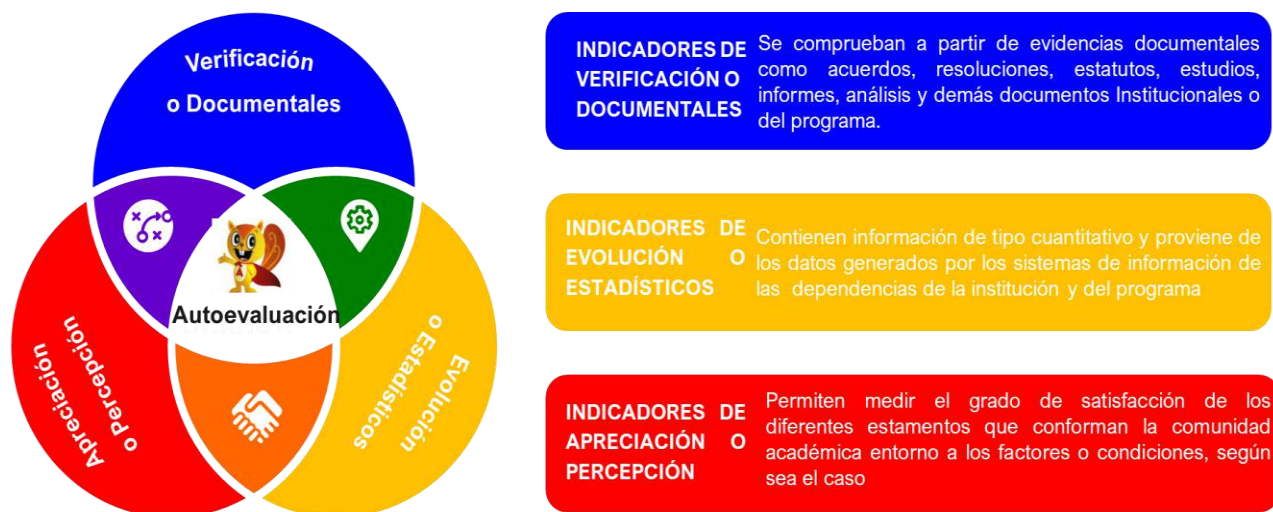 Verificación
o Documentales
Autoevaluación
Apreciación
o Percepción
Evolución
o Estadísticos
INDICADORES DE
VERIFICACIÓN O
DOCUMENTALES
Se comprueban a partir de evidencias documentales
como acuerdos, resoluciones, estatutos, estudios,
informes, análisis y demás documentos Institucionales o
del programa.
INDICADORES DE
EVOLUCIÓN O
ESTADÍSTICOS
Contienen información de tipo cuantitativo y proviene de
los datos generados por los sistemas de información de
las dependencias de la institución y del programa
INDICADORES DE
APRECIACIÓN O
PERCEPCIÓN
Permiten medir el grado de satisfacción de los
diferentes estamentos que conforman la comunidad
académica entorno a los factores o condiciones, según
sea el caso